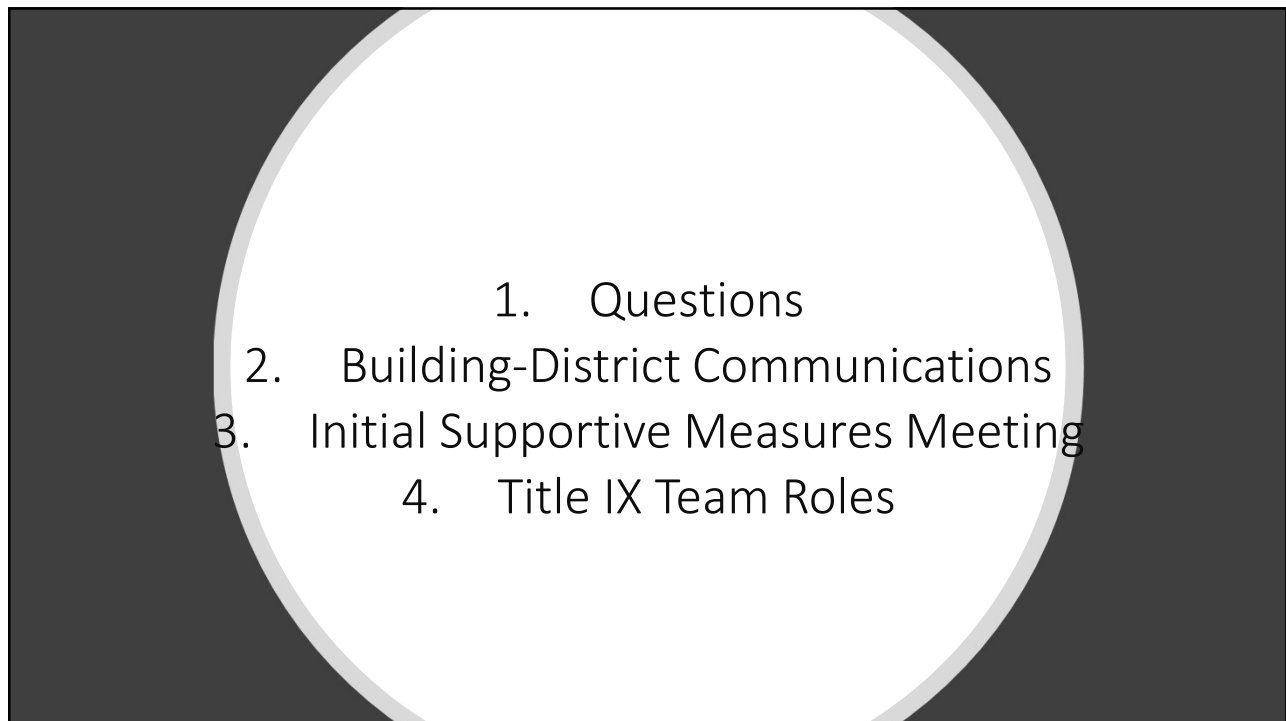 1. Questions
2. Building-District Communications
3. Initial Supportive Measures Meeting
4. Title IX Team Roles